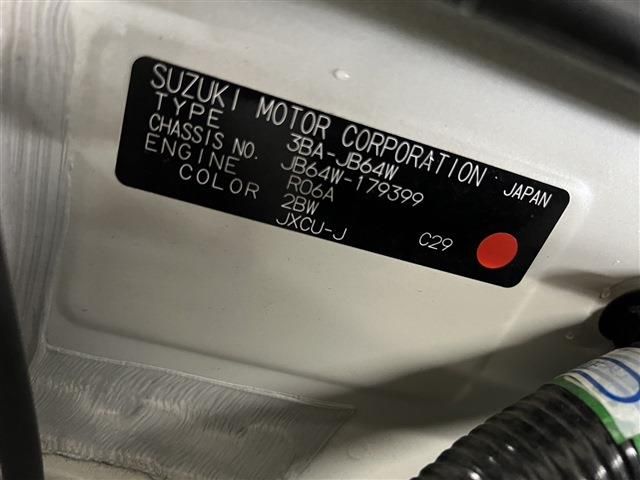 SUZUKI MOTOR CORPORATION JAPAN
TYPE 3BA-JB64W
CHASSIS NO. JB64W-179399
ENGINE R06A
COLOR 2BW
JXCU-J C29